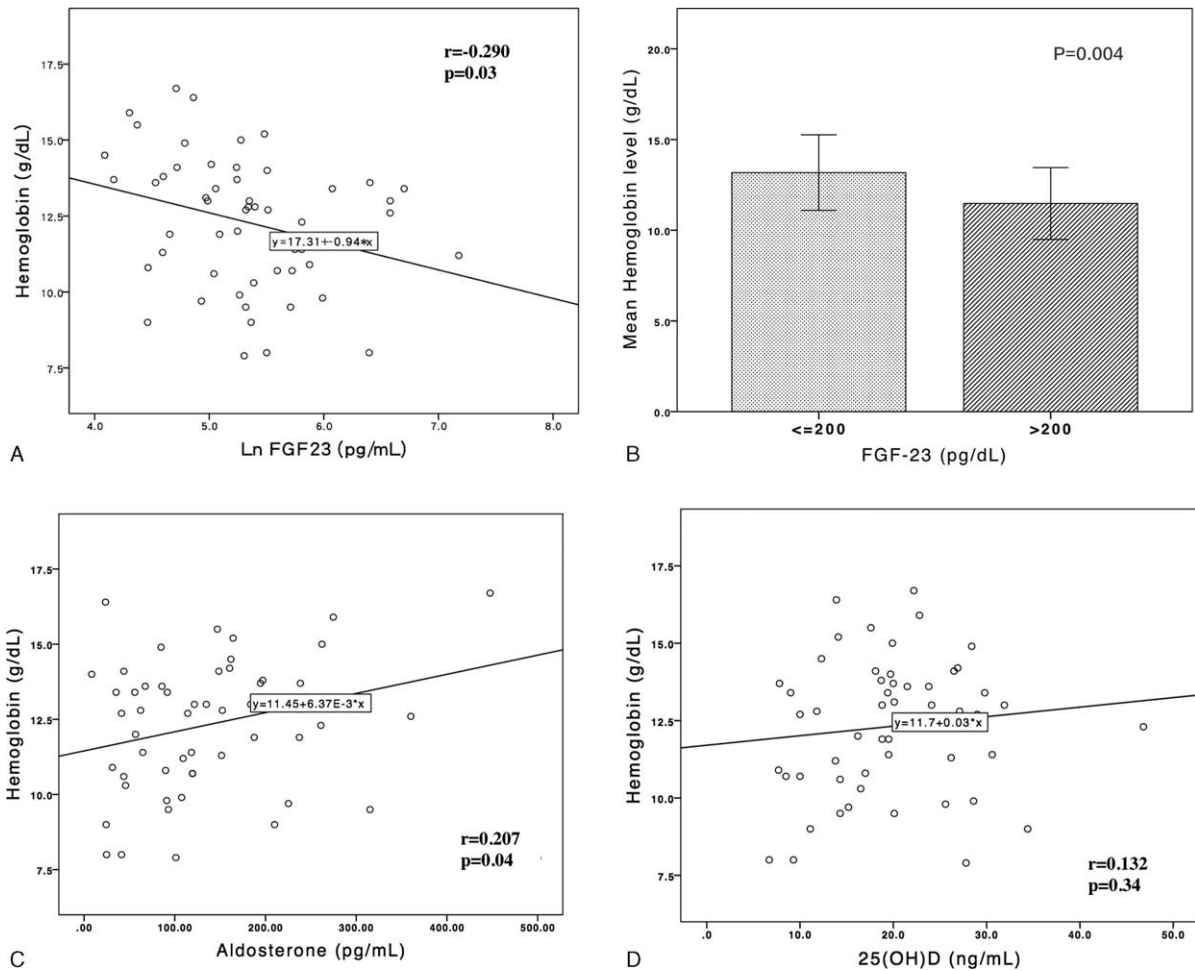 r=-0.290
p=0.03
17.5
15.0
12.5
10.0
7.5
Hemoglobin (g/dL)
y=17.31+-0.94*x
4.0 5.0 6.0 7.0 8.0
Ln FGF23 (pg/mL)
A
P=0.004
20.0
15.0
10.0
5.0
0.0
Mean Hemoglobin level (g/dL)
<=200 >200
FGF-23 (pg/dL)
B
17.5
15.0
12.5
10.0
7.5
Hemoglobin (g/dL)
y=11.45+6.37E-3*x
r=0.207
p=0.04
.00 100.00 200.00 300.00 400.00 500.00
Aldosterone (pg/mL)
C
17.5
15.0
12.5
10.0
7.5
Hemoglobin (g/dL)
y=11.7+0.03*x
r=0.132
p=0.34
.0 10.0 20.0 30.0 40.0 50.0
25(OH)D (ng/mL)
D